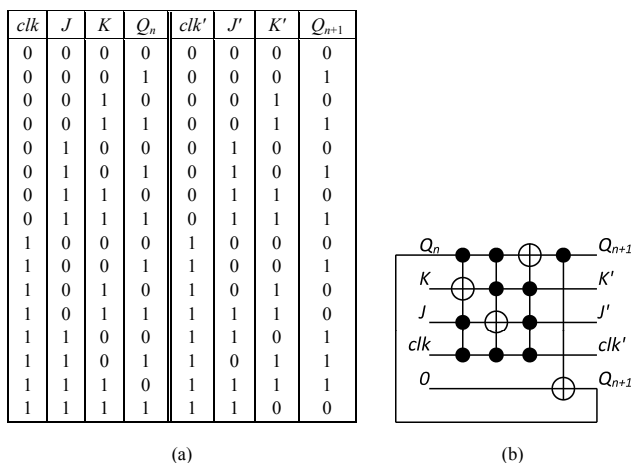 clk J K Qn clk' J' K' Qn+1
0 0 0 0 0 0 0 0
0 0 0 1 0 0 0 1
0 0 1 0 0 0 1 0
0 0 1 1 0 0 1 1
0 1 0 0 0 1 0 0
0 1 0 1 0 1 0 1
0 1 1 0 0 1 1 0
0 1 1 1 0 1 1 1
1 0 0 0 1 0 0 0
1 0 0 1 1 0 0 1
1 0 1 0 1 0 1 0
1 0 1 1 1 1 1 0
1 1 0 0 1 1 0 1
1 1 0 1 1 0 1 1
1 1 1 0 1 1 1 1
1 1 1 1 1 1 0 0
(a)
Qn Qn+1
K K'
J J'
clk clk'
0 Qn+1
(b)